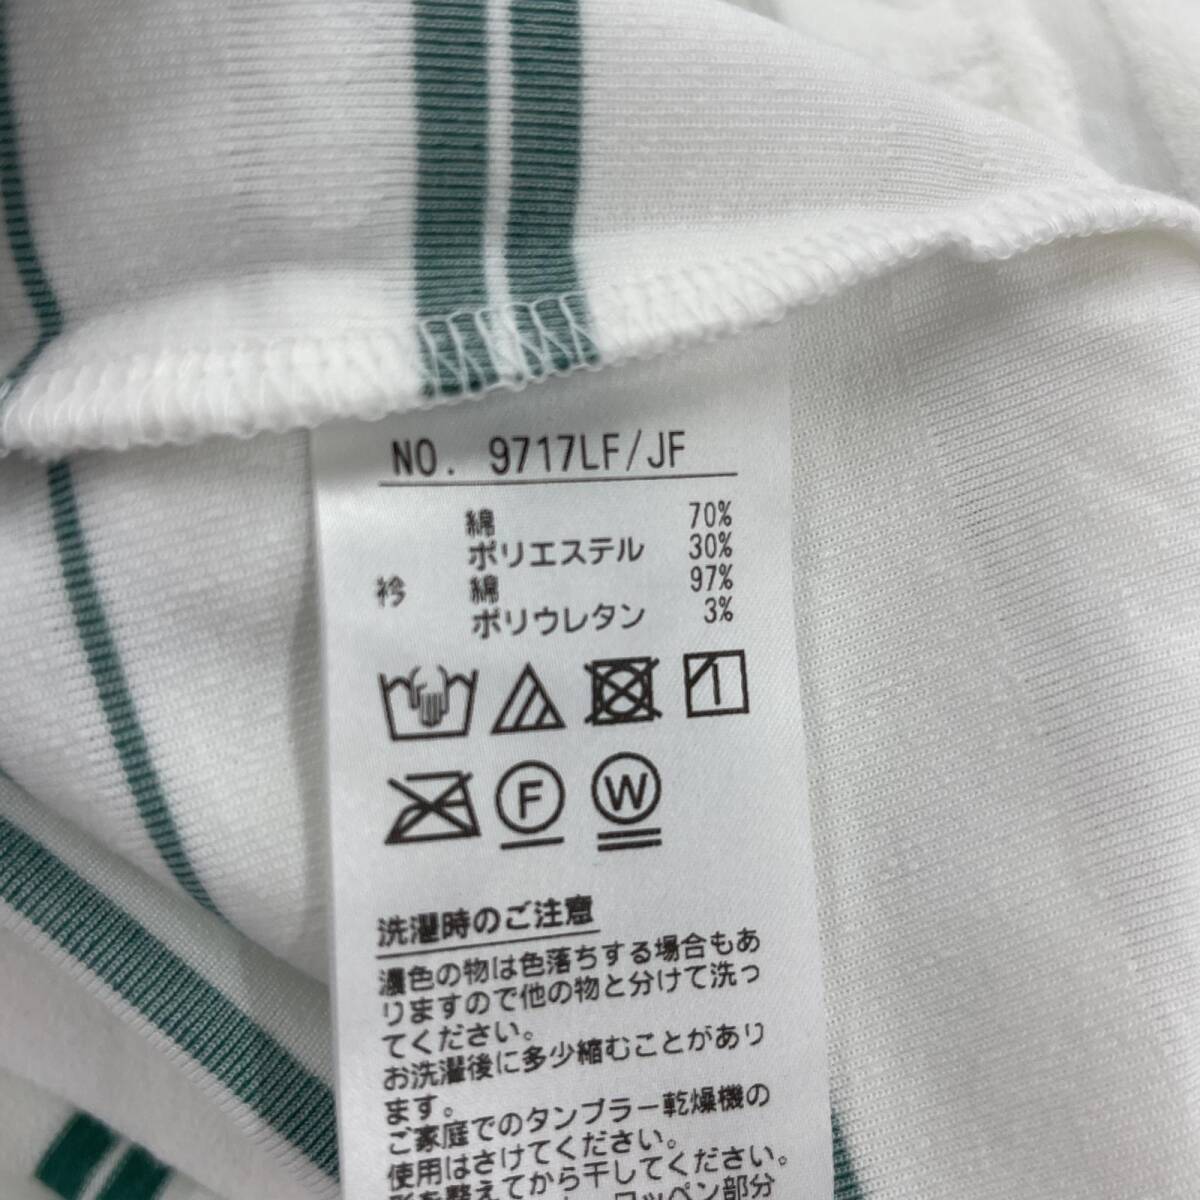 NO. 9717LF/JF
綿 70%
ポリエステル 30%
衿 綿 97%
ポリウレタン 3%
F W
洗濯時のご注意
濃色の物は色落ちする場合もあ
りますので他の物と分けて洗っ
てください。
お洗濯後に多少縮むことがあり
ます。
ご家庭でのタンブラー乾燥機の
使用はさけてください。
形を整えてから干してください。
ワッペン部分